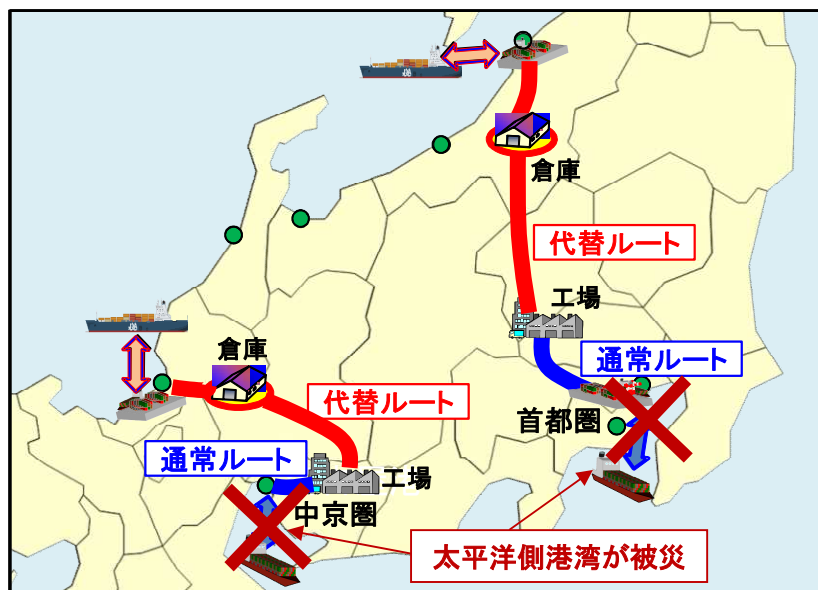 倉庫
代替ルート
工場
通常ルート
首都圏
倉庫
代替ルート
通常ルート
工場
中京圏
太平洋側港湾が被災